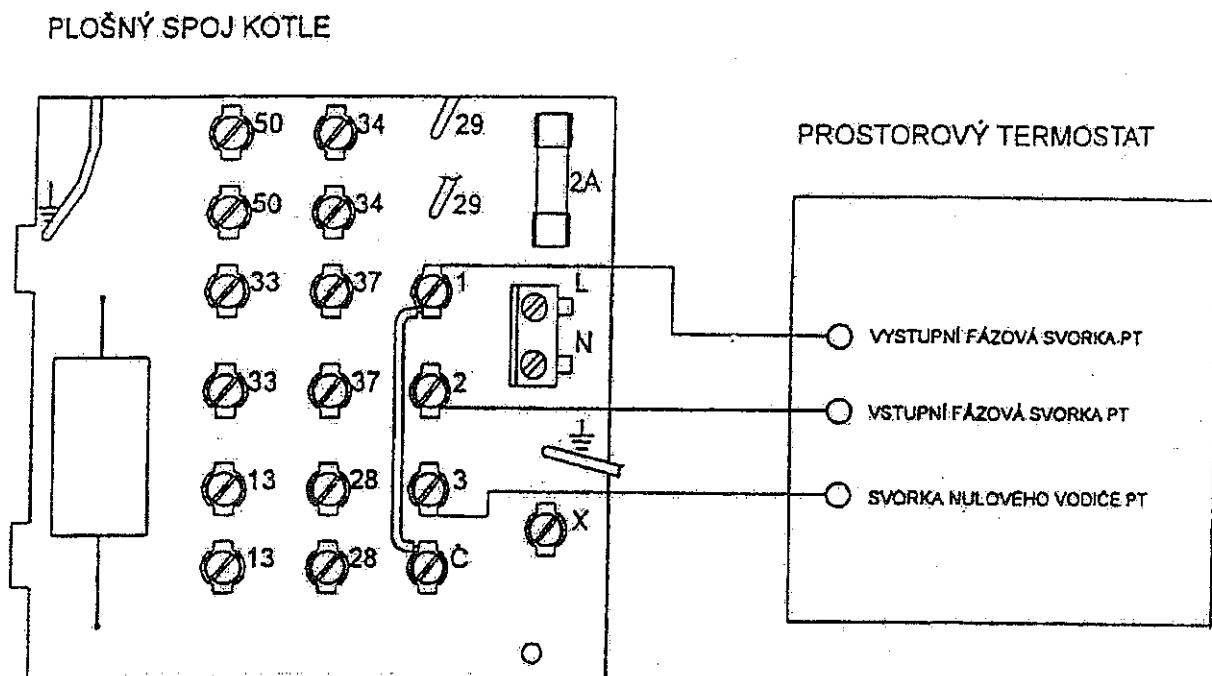 PLOŠNÝ SPOJ KOTLE
PROSTOROVÝ TERMOSTAT
50 34 29
2A
50 34 29
33 37 1 L
N
33 37 2
13 28 3
X
13 28 Č
VYSTUPNÍ FÁZOVÁ SVORKA PT
VSTUPNÍ FÁZOVÁ SVORKA PT
SVORKA NULOVÉHO VODIČE PT